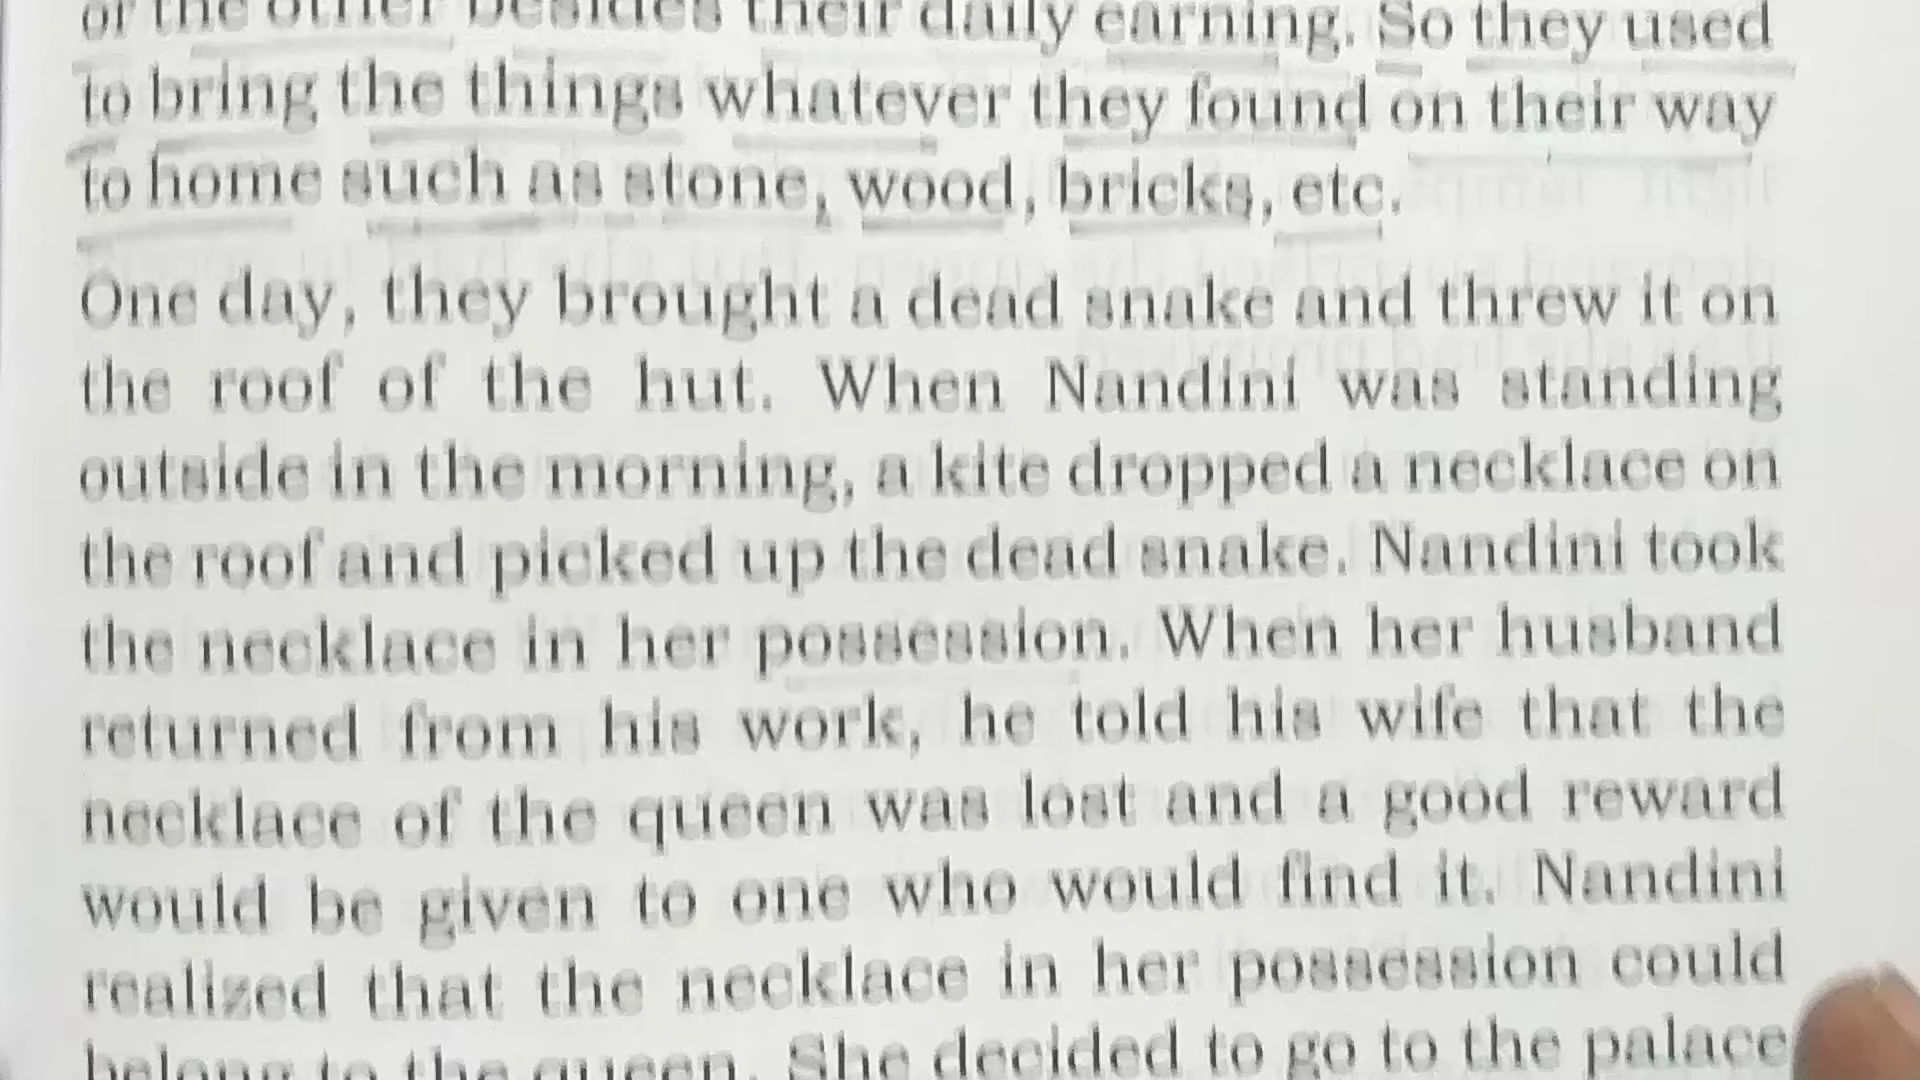 or the other besides their daily earning. So they used
to bring the things whatever they found on their way
to home such as stone, wood, bricks, etc.
One day, they brought a dead snake and threw it on
the roof of the hut. When Nandini was standing
outside in the morning, a kite dropped a necklace on
the roof and picked up the dead snake. Nandini took
the necklace in her possession. When her husband
returned from his work, he told his wife that the
necklace of the queen was lost and a good reward
would be given to one who would find it. Nandini
realized that the necklace in her possession could
belong to the queen. She decided to go to the palace